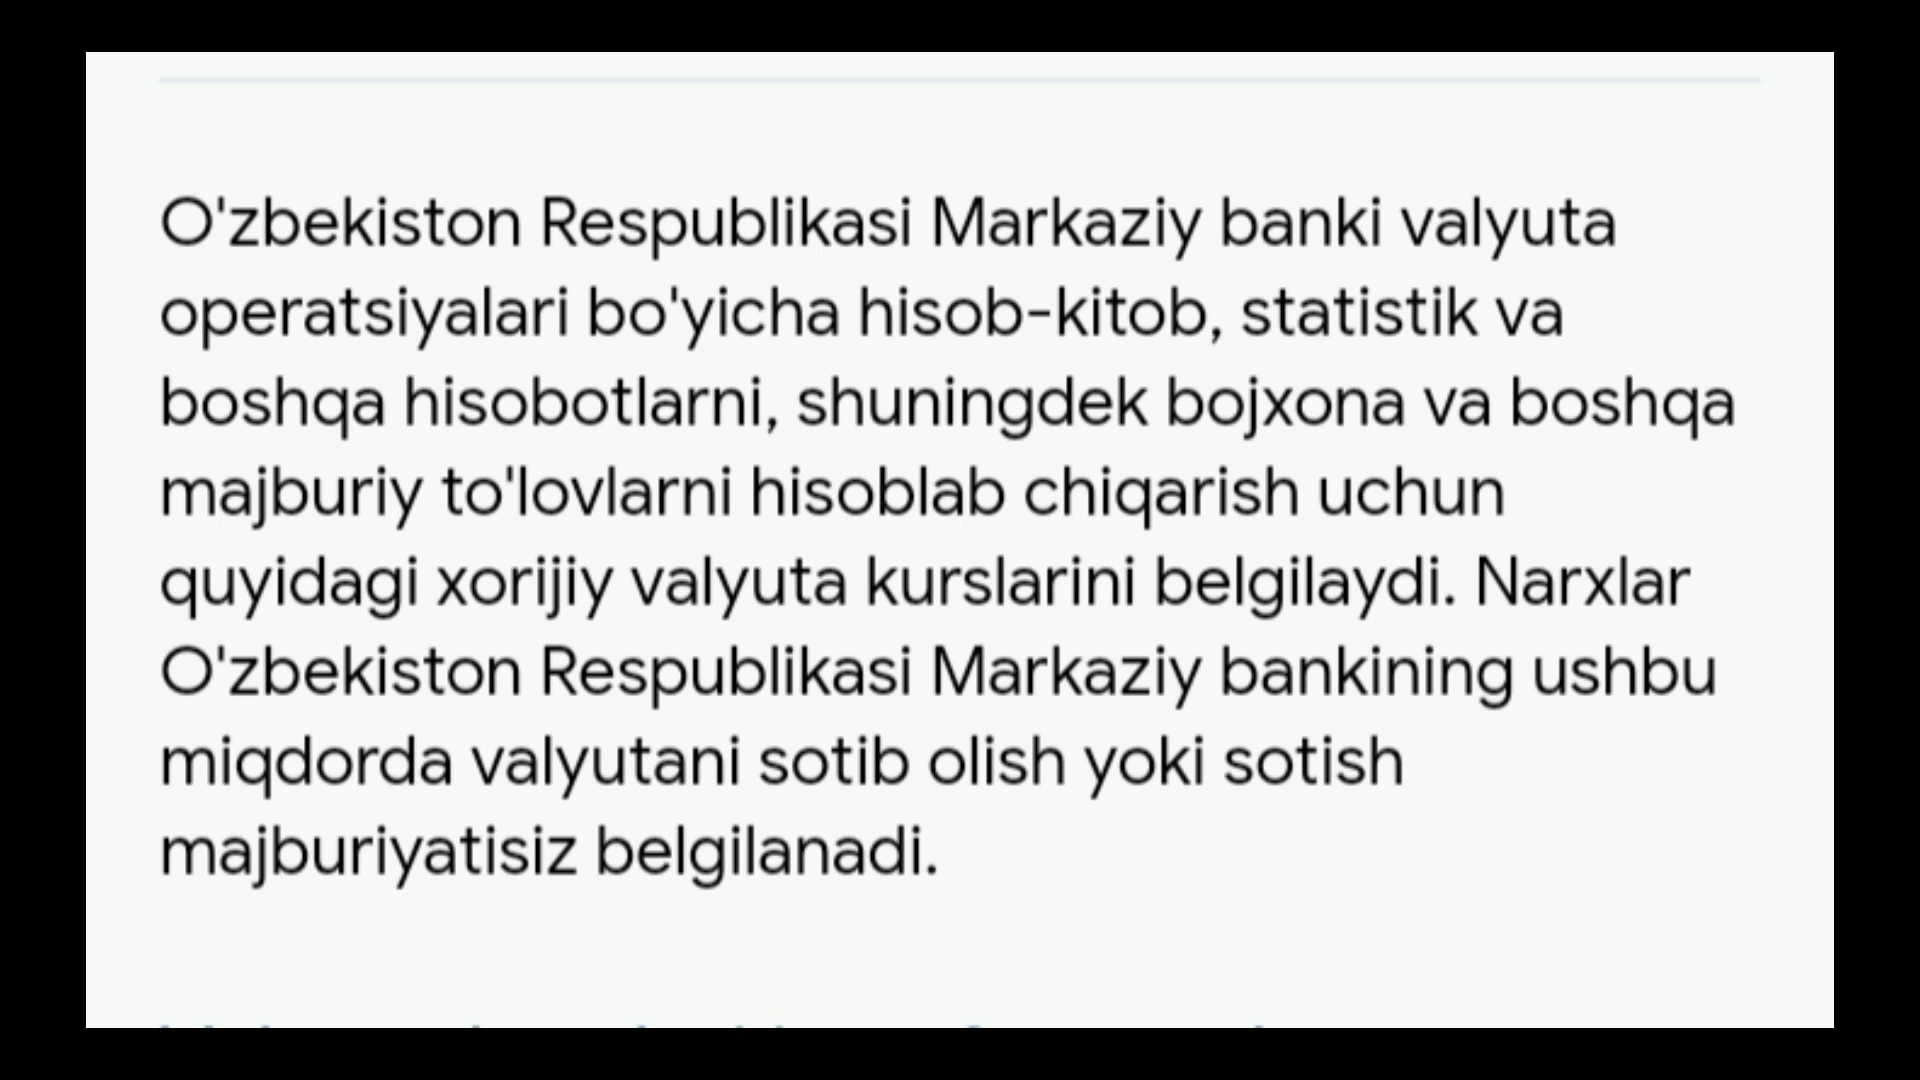 O'zbekiston Respublikasi Markaziy banki valyuta
operatsiyalari bo'yicha hisob-kitob, statistik va
boshqa hisobotlarni, shuningdek bojxona va boshqa
majburiy to'lovlarni hisoblab chiqarish uchun
quyidagi xorijiy valyuta kurslarini belgilaydi. Narxlar
O'zbekiston Respublikasi Markaziy bankining ushbu
miqdorda valyutani sotib olish yoki sotish
majburiyatisiz belgilanadi.